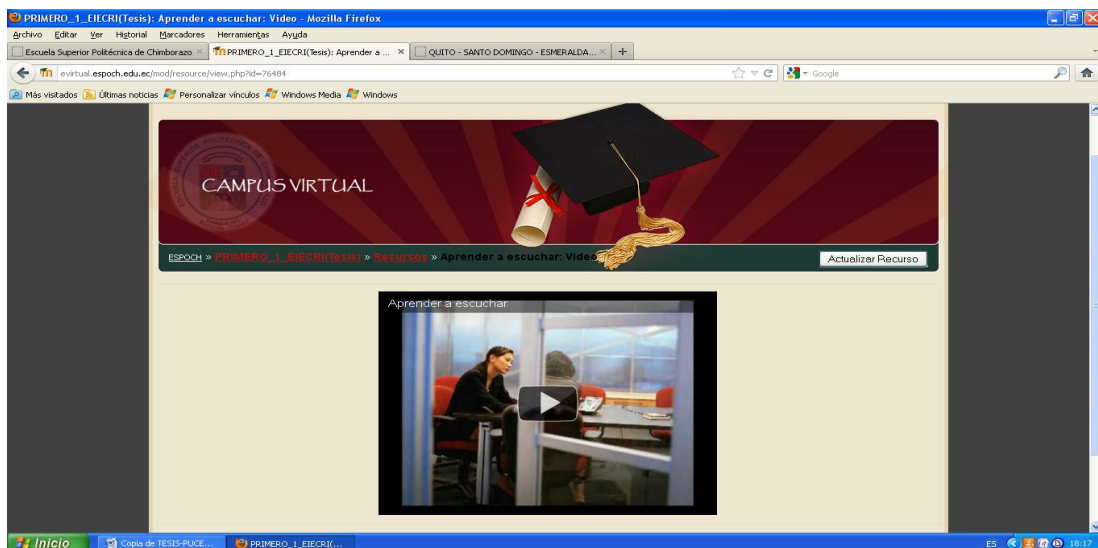 PRIMERO_1_EIECRI(Tesis): Aprender a escuchar: Video - Mozilla Firefox
Archivo Editar Ver Historial Marcadores Herramientas Ayuda
Escuela Superior Politécnica de Chimborazo × PRIMERO_1_EIECRI(Tesis): Aprender a ... × QUITO - SANTO DOMINGO - ESMERALDA... × +
evirtual.espoch.edu.ec/mod/resource/view.php?id=76484 Google
Más visitados Últimas noticias Personalizar vínculos Windows Media Windows
CAMPUS VIRTUAL
ESPOCH » PRIMERO_1_EIECRI(Tesis) » Recursos » Aprender a escuchar: Video Actualizar Recurso
Aprender a escuchar
Inicio Copia de TESIS-PUCE... PRIMERO_1_EIECRI(... ES 18:17